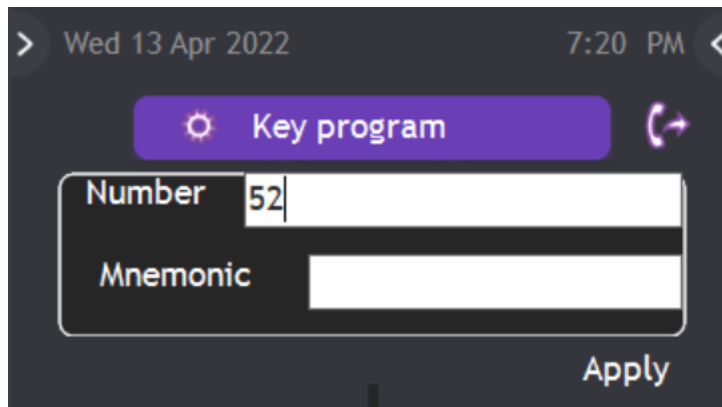 Wed 13 Apr 2022 7:20 PM
Key program
Number 52
Mnemonic
Apply